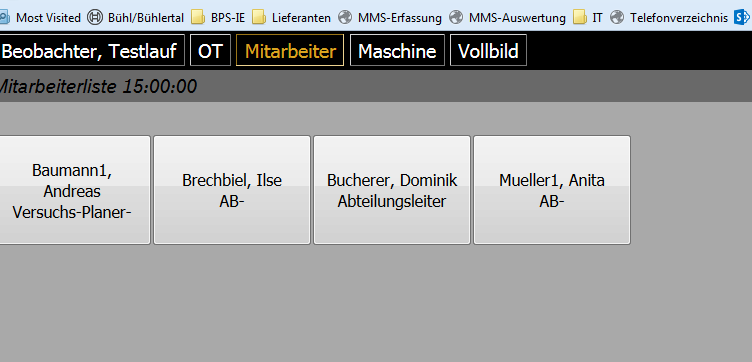 Most Visited Bühl/Bühlertal BPS-IE Lieferanten MMS-Erfassung MMS-Auswertung IT Telefonverzeichnis
Beobachter, Testlauf OT Mitarbeiter Maschine Vollbild
Mitarbeiterliste 15:00:00
Baumann1,
Andreas
Versuchs-Planer-
Brechbiel, Ilse
AB-
Bucherer, Dominik
Abteilungsleiter
Mueller1, Anita
AB-